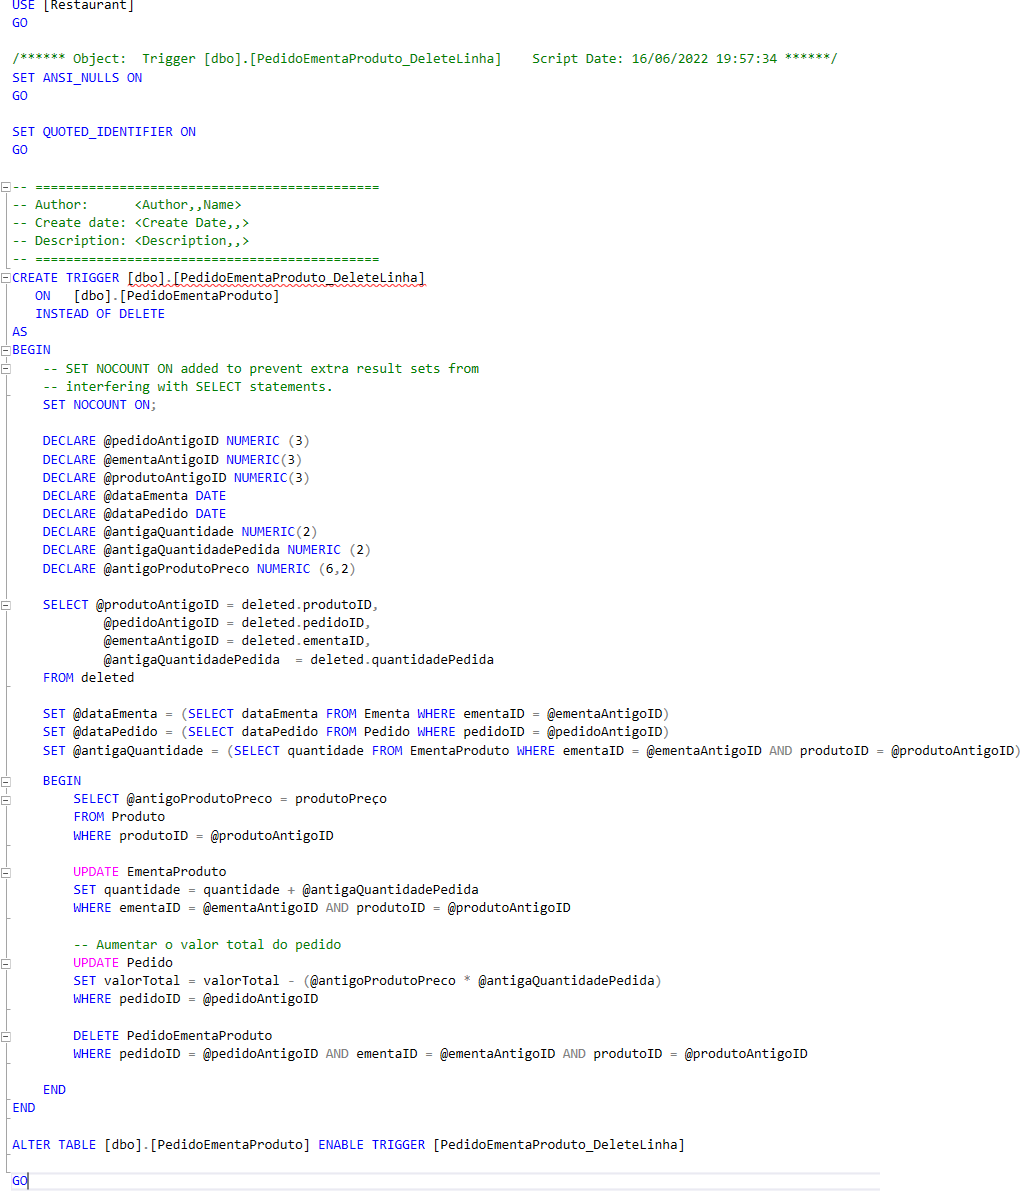 USE [Restaurant]
GO
/****** Object:  Trigger [dbo].[PedidoEmentaProduto_DeleteLinha]    Script Date: 16/06/2022 19:57:34 ******/
SET ANSI_NULLS ON
GO
SET QUOTED_IDENTIFIER ON
GO
-- =============================================
-- Author:      <Author,,Name>
-- Create date: <Create Date,,>
-- Description: <Description,,>
-- =============================================
CREATE TRIGGER [dbo].[PedidoEmentaProduto_DeleteLinha]
   ON   [dbo].[PedidoEmentaProduto]
   INSTEAD OF DELETE
AS
BEGIN
    -- SET NOCOUNT ON added to prevent extra result sets from
    -- interfering with SELECT statements.
    SET NOCOUNT ON;
    DECLARE @pedidoAntigoID NUMERIC (3)
    DECLARE @ementaAntigoID NUMERIC(3)
    DECLARE @produtoAntigoID NUMERIC(3)
    DECLARE @dataEmenta DATE
    DECLARE @dataPedido DATE
    DECLARE @antigaQuantidade NUMERIC(2)
    DECLARE @antigaQuantidadePedida NUMERIC (2)
    DECLARE @antigoProdutoPreco NUMERIC (6,2)
    SELECT @produtoAntigoID = deleted.produtoID,
            @pedidoAntigoID = deleted.pedidoID,
            @ementaAntigoID = deleted.ementaID,
            @antigaQuantidadePedida  = deleted.quantidadePedida
    FROM deleted
    SET @dataEmenta = (SELECT dataEmenta FROM Ementa WHERE ementaID = @ementaAntigoID)
    SET @dataPedido = (SELECT dataPedido FROM Pedido WHERE pedidoID = @pedidoAntigoID)
    SET @antigaQuantidade = (SELECT quantidade FROM EmentaProduto WHERE ementaID = @ementaAntigoID AND produtoID = @produtoAntigoID)
    BEGIN
        SELECT @antigoProdutoPreco = produtoPreço
        FROM Produto
        WHERE produtoID = @produtoAntigoID
        UPDATE EmentaProduto
        SET quantidade = quantidade + @antigaQuantidadePedida
        WHERE ementaID = @ementaAntigoID AND produtoID = @produtoAntigoID
        -- Aumentar o valor total do pedido
        UPDATE Pedido
        SET valorTotal = valorTotal - (@antigoProdutoPreco * @antigaQuantidadePedida)
        WHERE pedidoID = @pedidoAntigoID
        DELETE PedidoEmentaProduto
        WHERE pedidoID = @pedidoAntigoID AND ementaID = @ementaAntigoID AND produtoID = @produtoAntigoID
    END
END
ALTER TABLE [dbo].[PedidoEmentaProduto] ENABLE TRIGGER [PedidoEmentaProduto_DeleteLinha]
GO